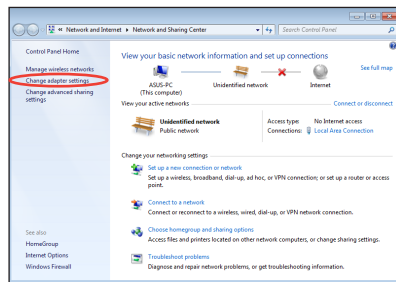 « Network and Internet ▸ Network and Sharing Center
Search Control Panel
Control Panel Home
Manage wireless networks
Change adapter settings
Change advanced sharing
settings
View your basic network information and set up connections
See full map
ASUS-PC
(This computer)
Unidentified network
Internet
View your active networks
Connect or disconnect
Unidentified network
Public network
Access type: No Internet access
Connections: Local Area Connection
Change your networking settings
Set up a new connection or network
Set up a wireless, broadband, dial-up, ad hoc, or VPN connection; or set up a router or access
point.
Connect to a network
Connect or reconnect to a wireless, wired, dial-up, or VPN network connection.
Choose homegroup and sharing options
Access files and printers located on other network computers, or change sharing settings.
Troubleshoot problems
Diagnose and repair network problems, or get troubleshooting information.
See also
HomeGroup
Internet Options
Windows Firewall